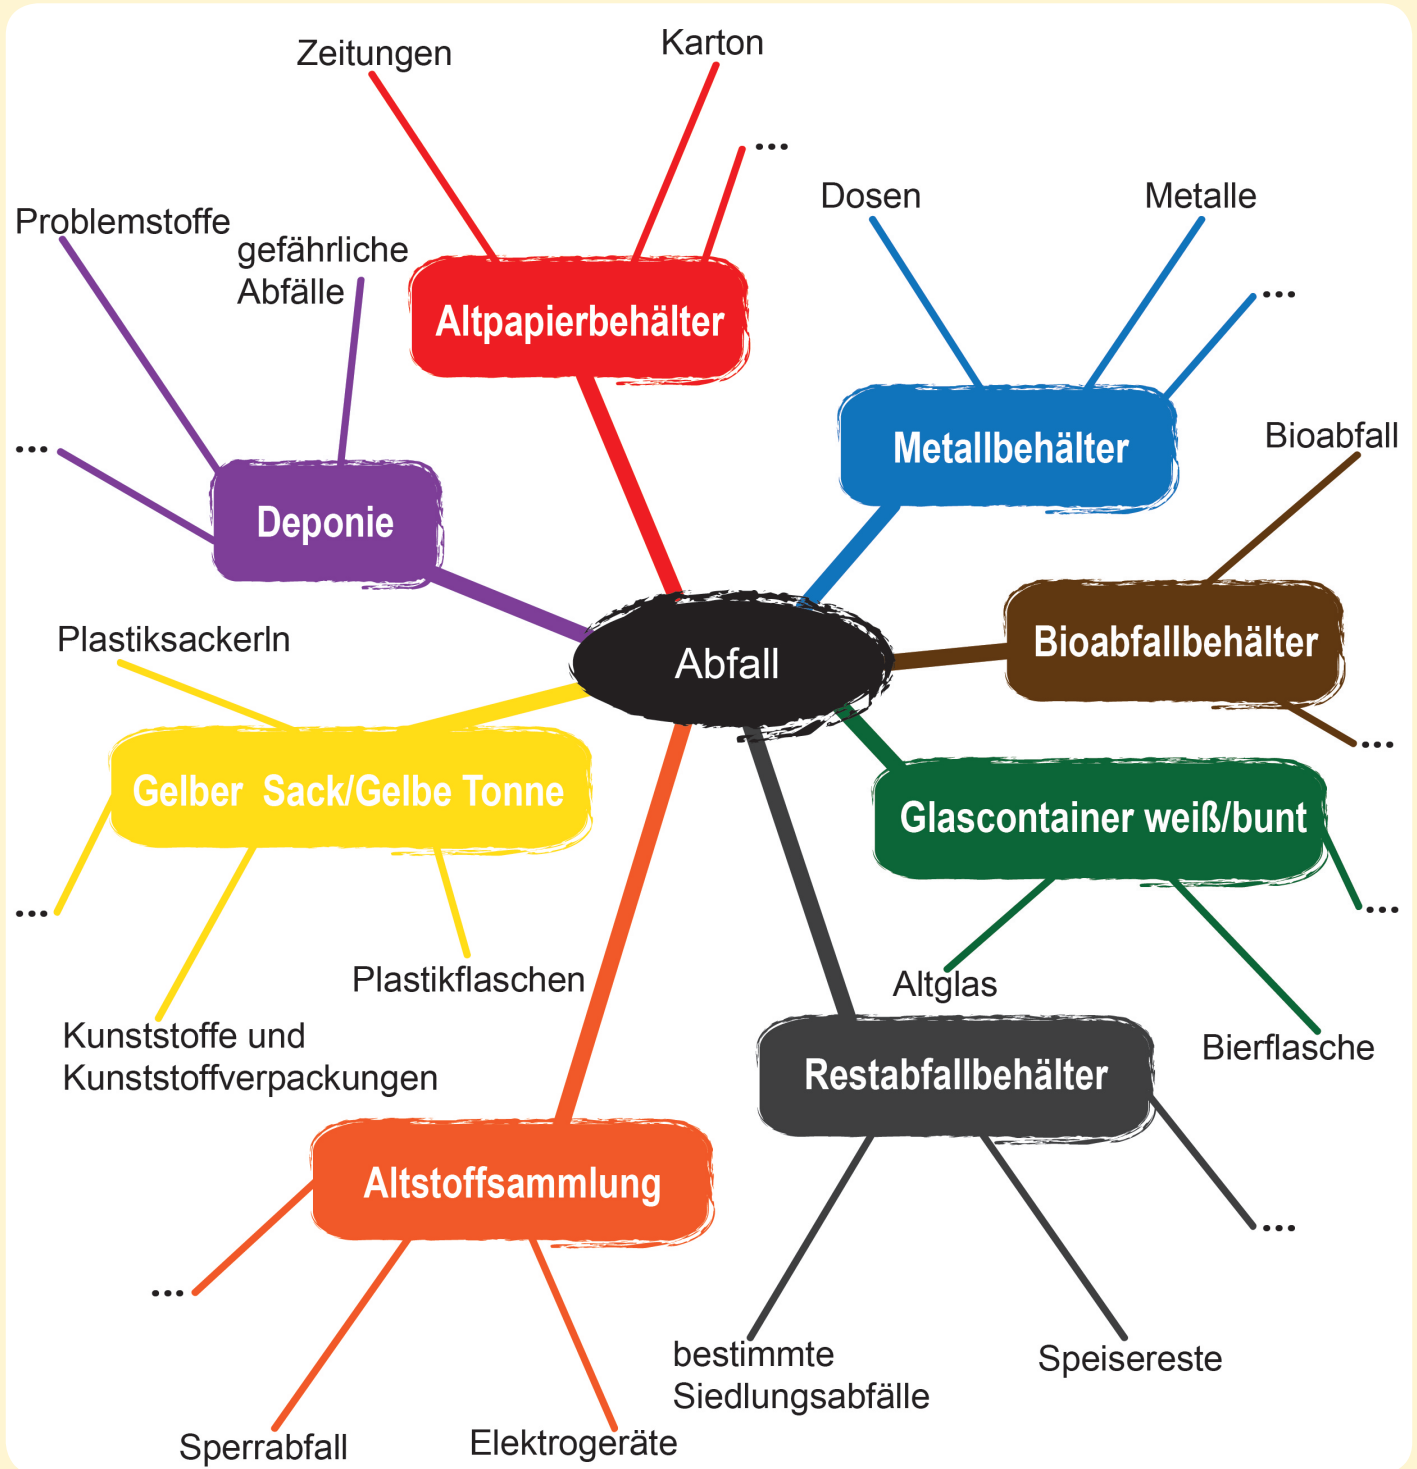 Zeitungen
Karton
...
Dosen
Metalle
...
Problemstoffe
gefährliche
Abfälle
...
Altpapierbehälter
Metallbehälter
Bioabfall
Deponie
Plastiksackerln
Abfall
Bioabfallbehälter
...
Gelber Sack/Gelbe Tonne
Glascontainer weiß/bunt
...
...
Plastikflaschen
Altglas
Kunststoffe und
Kunststoffverpackungen
Bierflasche
Restabfallbehälter
Altstoffsammlung
...
...
bestimmte
Siedlungsabfälle
Speisereste
Sperrabfall
Elektrogeräte